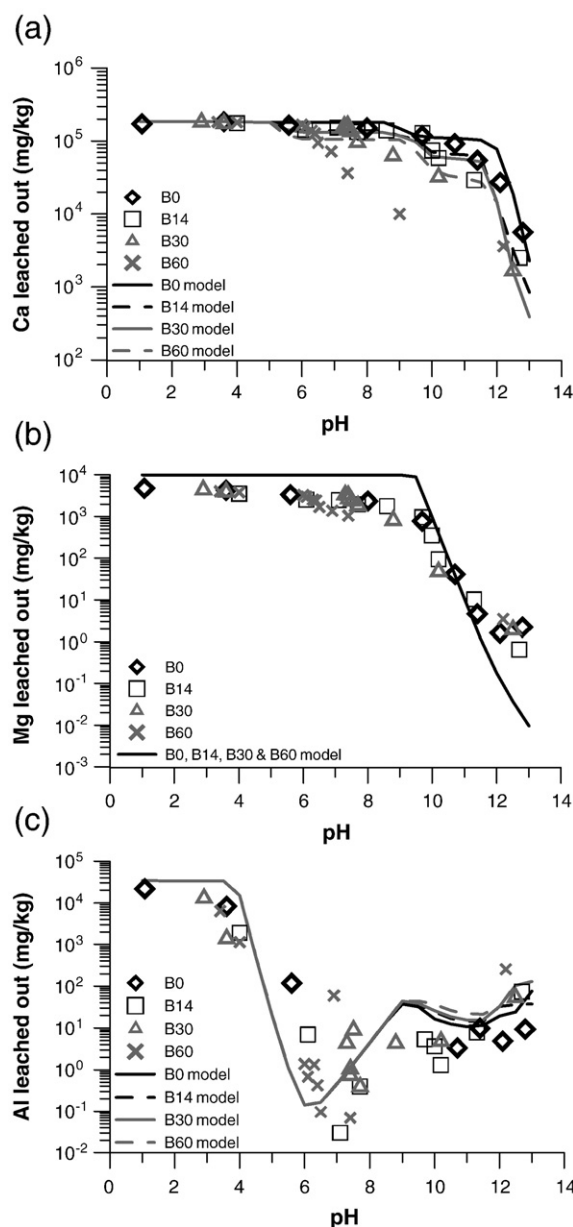 (a)
Ca leached out (mg/kg)
10^6
10^5
10^4
10^3
10^2
B0
B14
B30
B60
B0 model
B14 model
B30 model
B60 model
0 2 4 6 8 10 12 14
pH
(b)
Mg leached out (mg/kg)
10^4
10^3
10^2
10^1
10^0
10^-1
10^-2
10^-3
B0
B14
B30
B60
B0, B14, B30 & B60 model
0 2 4 6 8 10 12 14
pH
(c)
Al leached out (mg/kg)
10^5
10^4
10^3
10^2
10^1
10^0
10^-1
10^-2
B0
B14
B30
B60
B0 model
B14 model
B30 model
B60 model
0 2 4 6 8 10 12 14
pH